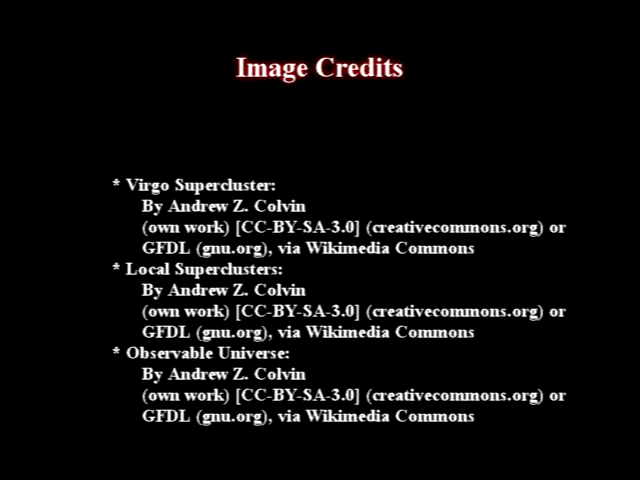 Image Credits
* Virgo Supercluster:
By Andrew Z. Colvin
(own work) [CC-BY-SA-3.0] (creativecommons.org) or
GFDL (gnu.org), via Wikimedia Commons
* Local Superclusters:
By Andrew Z. Colvin
(own work) [CC-BY-SA-3.0] (creativecommons.org) or
GFDL (gnu.org), via Wikimedia Commons
* Observable Universe:
By Andrew Z. Colvin
(own work) [CC-BY-SA-3.0] (creativecommons.org) or
GFDL (gnu.org), via Wikimedia Commons